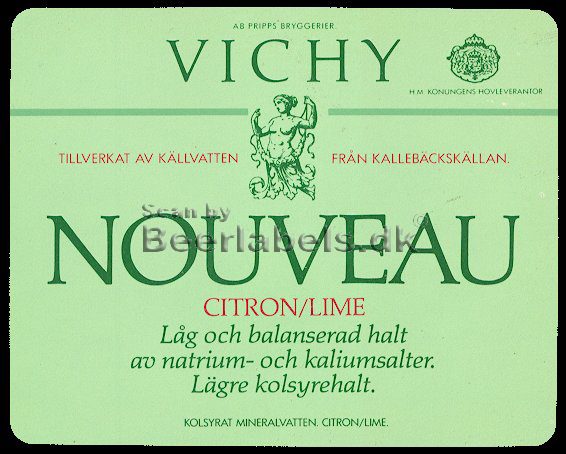 AB PRIPPS BRYGGERIER.
VICHY
H M KONUNGENS HOVLEVERANTÖR
TILLVERKAT AV KÄLLVATTEN
FRÅN KALLEBÄCKSKÄLLAN.
Scan by
Beerlabels.dk
NOUVEAU
CITRON/LIME
Låg och balanserad halt
av natrium- och kaliumsalter.
Lägre kolsyrehalt.
KOLSYRAT MINERALVATTEN. CITRON/LIME.